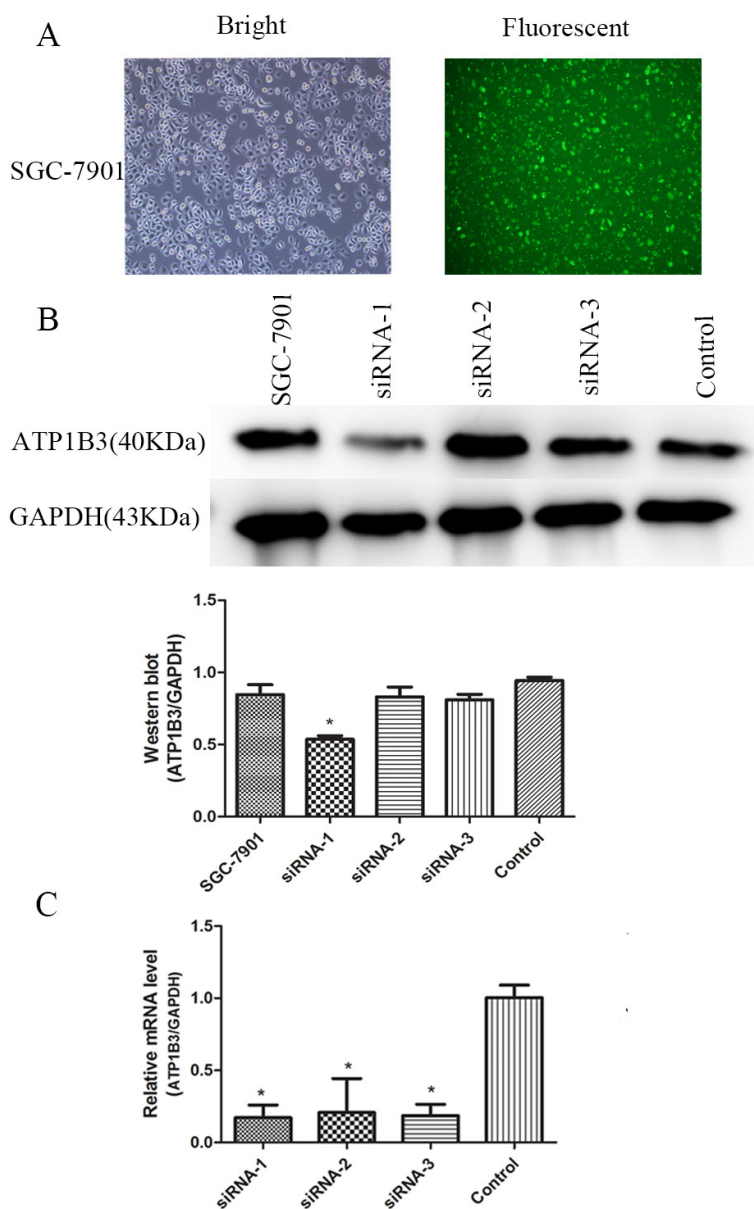 A
Bright
Fluorescent
SGC-7901
B
SGC-7901
siRNA-1
siRNA-2
siRNA-3
Control
ATP1B3(40KDa)
GAPDH(43KDa)
Western blot
(ATP1B3/GAPDH)
1.5
1.0
0.5
0.0
*
SGC-7901
siRNA-1
siRNA-2
siRNA-3
Control
C
Relative mRNA level
(ATP1B3/GAPDH)
1.5
1.0
0.5
0.0
*
*
*
siRNA-1
siRNA-2
siRNA-3
Control